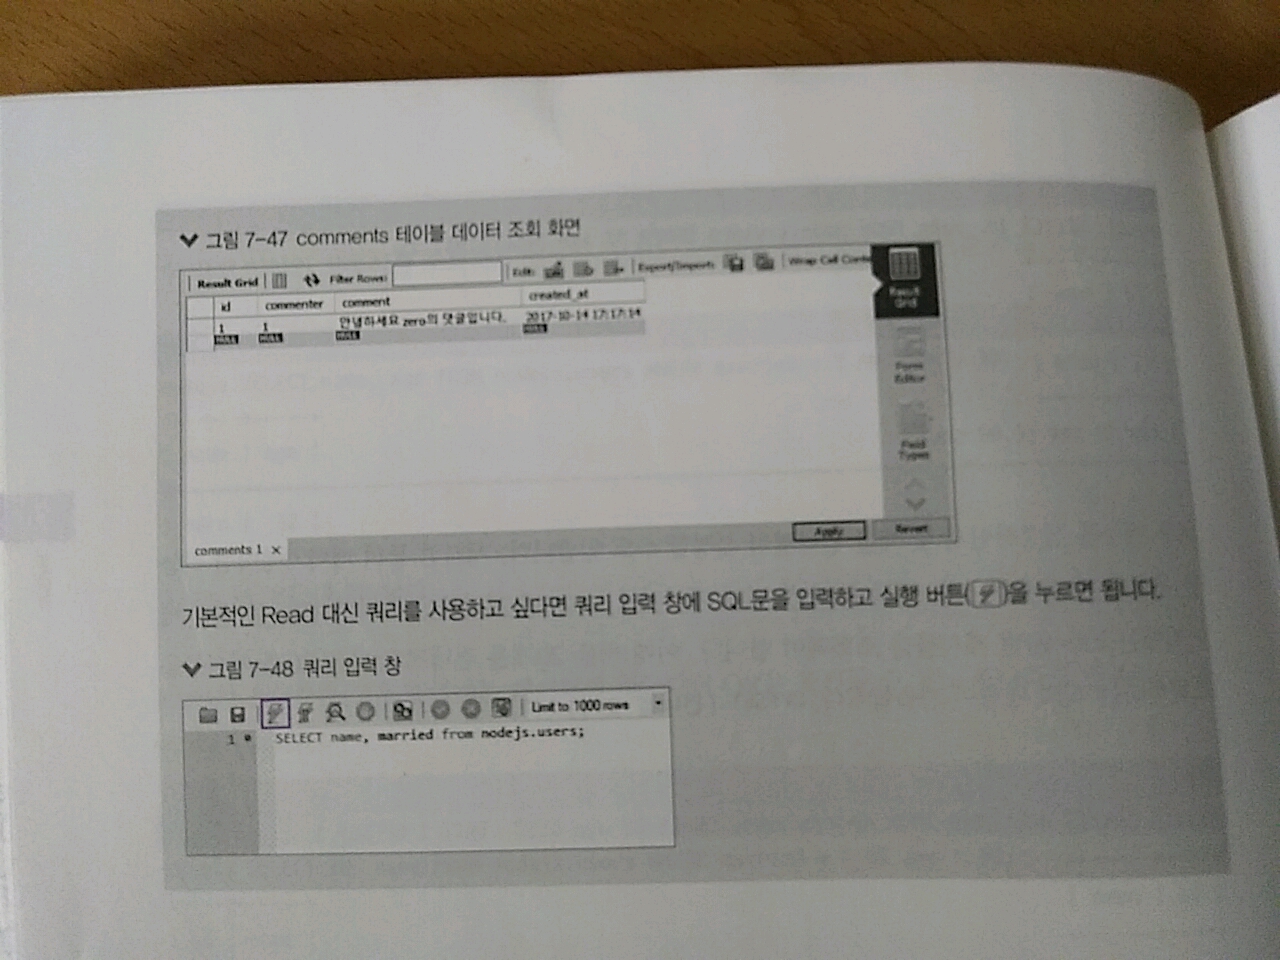 그림 7-47 comments 테이블 데이터 조회 화면
Result Grid Filter Rows: Edit: Export/Import: Wrap Cell Conte
id commenter comment created_at
1 1 안녕하세요 zero의 댓글입니다. 2017-10-14 17:17:14
NULL NULL NULL NULL
Result Grid
Form Editor
Field Types
Apply Revert
comments 1 ×
기본적인 Read 대신 쿼리를 사용하고 싶다면 쿼리 입력 창에 SQL문을 입력하고 실행 버튼()을 누르면 됩니다.
그림 7-48 쿼리 입력 창
Limit to 1000 rows
1 SELECT name, married from nodejs.users;